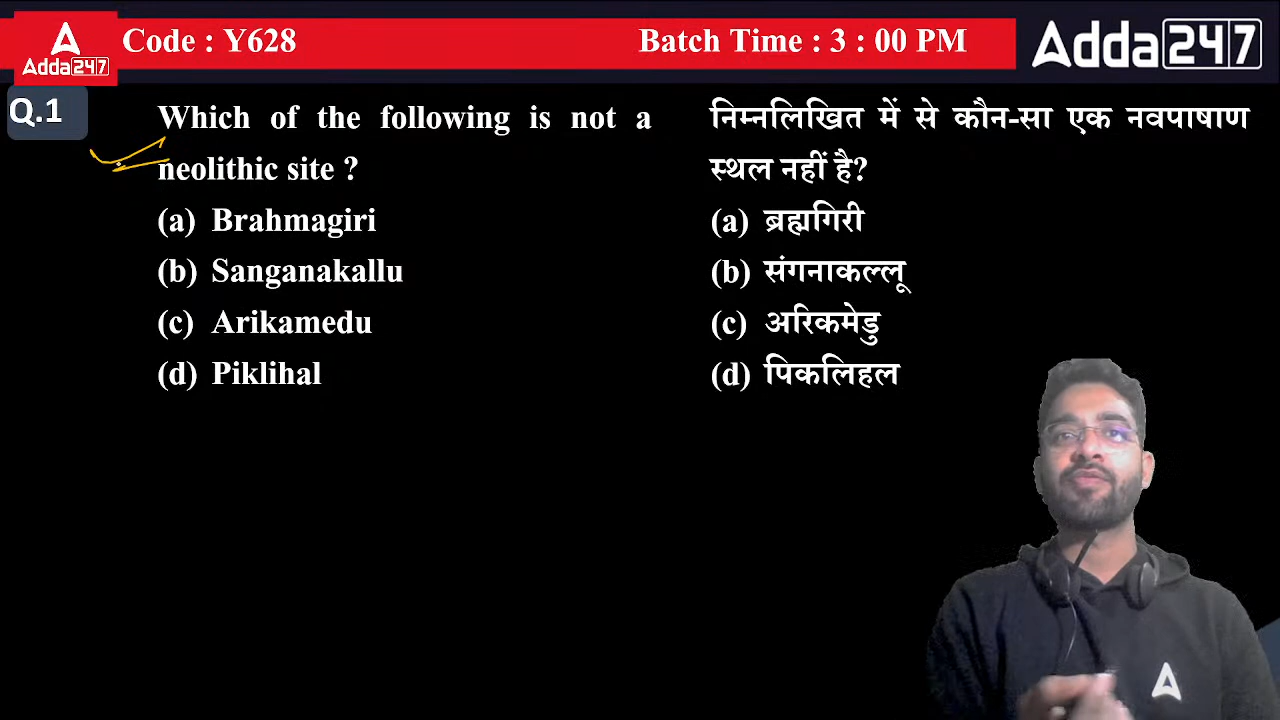 Code : Y628
Batch Time : 3 : 00 PM
Adda247
Adda247
Q.1
Which of the following is not a
neolithic site ?
(a) Brahmagiri
(b) Sanganakallu
(c) Arikamedu
(d) Piklihal
निम्नलिखित में से कौन-सा एक नवपाषाण
स्थल नहीं है?
(a) ब्रह्मगिरी
(b) संगनाकल्लू
(c) अरिकमेडु
(d) पिकलिहल